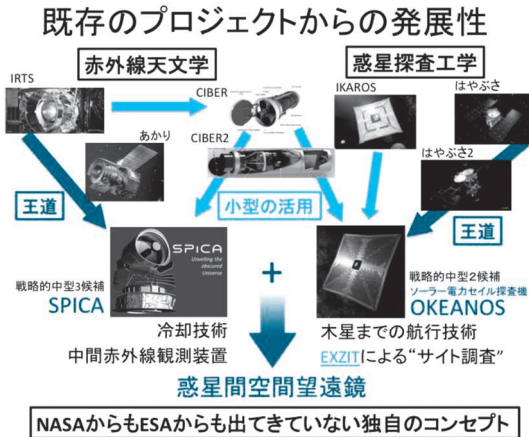 既存のプロジェクトからの発展性
赤外線天文学
惑星探査工学
IRTS
CIBER
IKAROS
はやぶさ
あかり
CIBER2
はやぶさ2
王道
小型の活用
王道
SPICA
Unveiling the
obscured
Universe
戦略的中型3候補
SPICA
+
戦略的中型2候補
ソーラー電力セイル探査機
OKEANOS
冷却技術
中間赤外線観測装置
木星までの航行技術
EXZITによる“サイト調査”
惑星間空間望遠鏡
NASAからもESAからも出てきていない独自のコンセプト